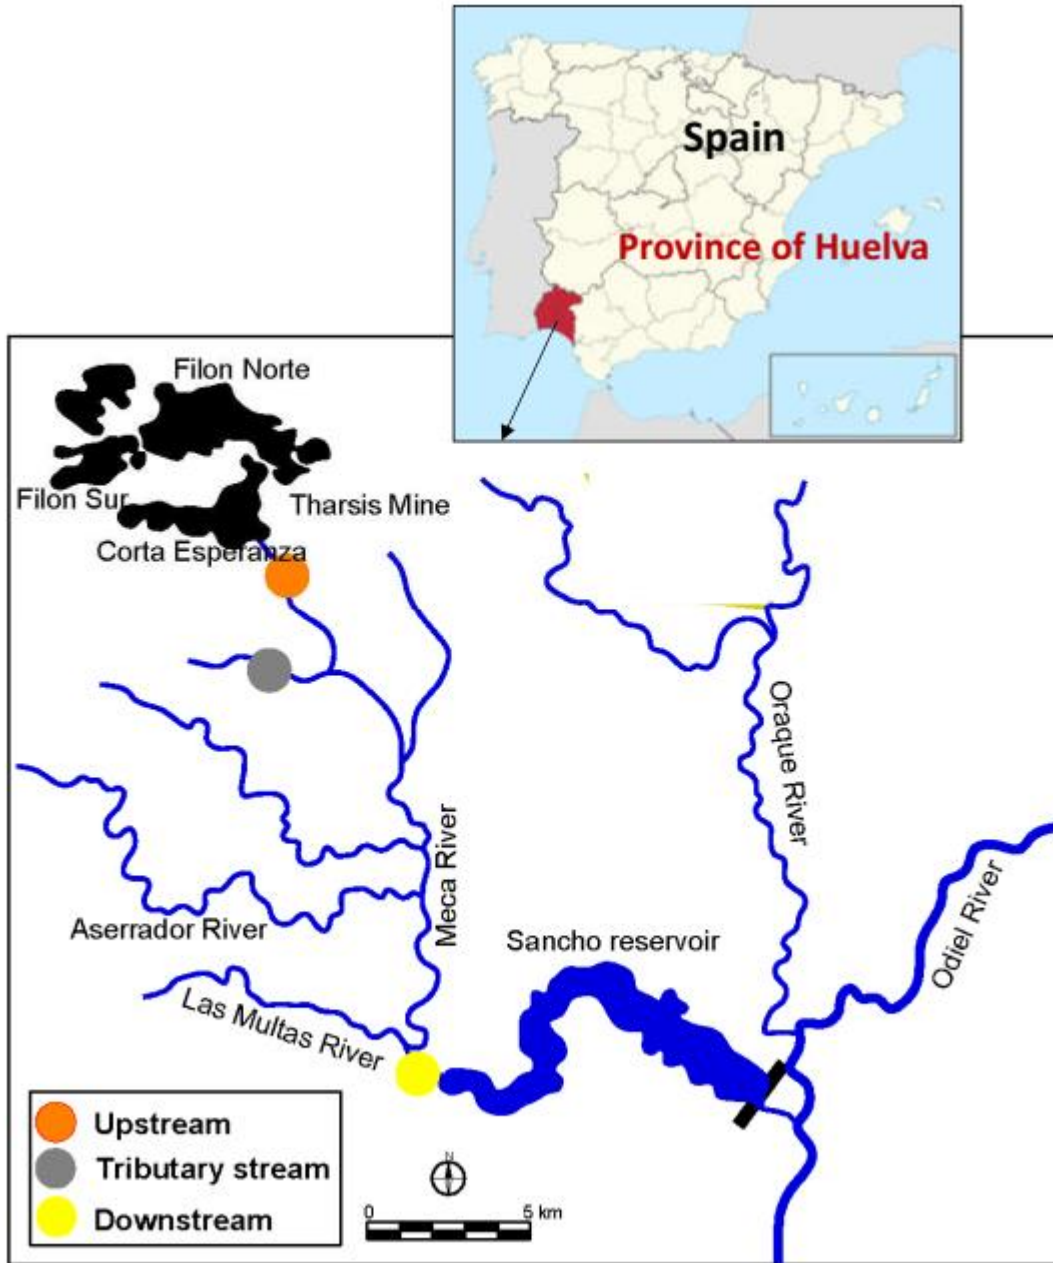 Spain
Province of Huelva
Filon Norte
Filon Sur
Tharsis Mine
Corta Esperanza
Oraque River
Meca River
Odiel River
Aserrador River
Sancho reservoir
Las Multas River
Upstream
Tributary stream
Downstream
N
0 5 km